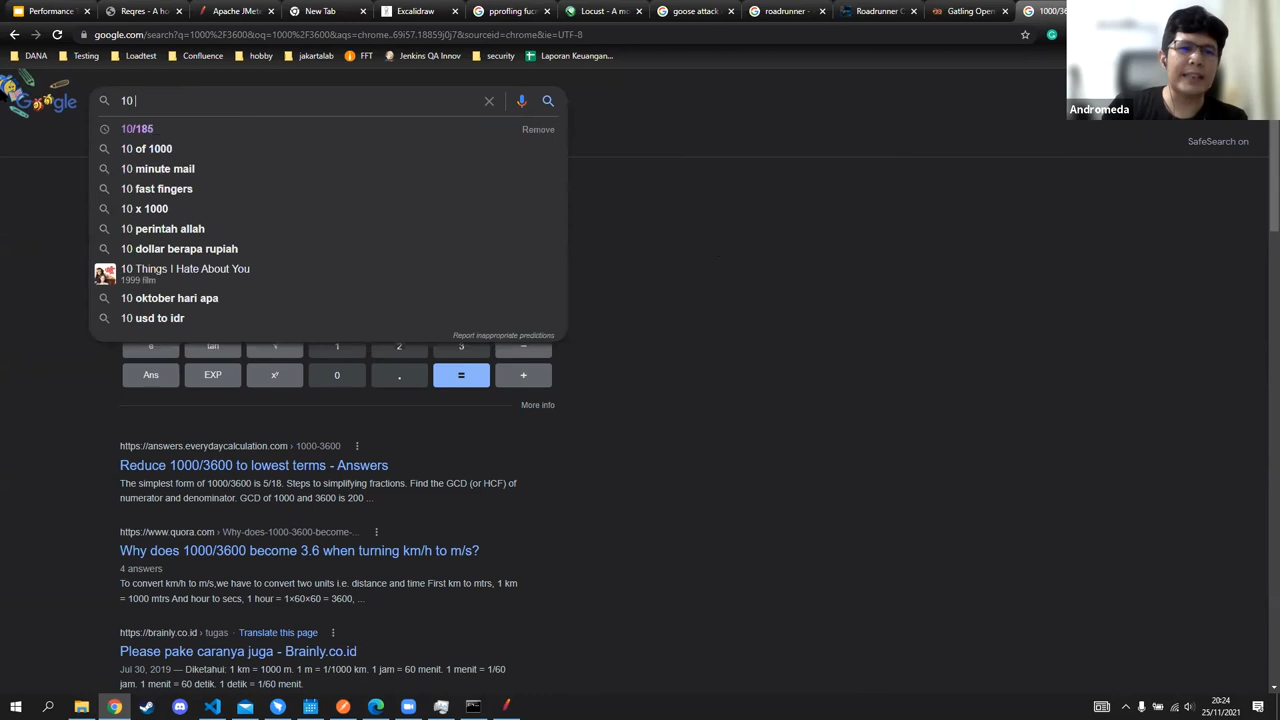 Performance
Reqres - A ho
Apache JMete
New Tab
Excalidraw
pprofiling fuc
Locust - A mo
goose attack
roadrunner -
Roadrunner G
Gatling Open
1000/36
google.com/search?q=1000%2F3600&oq=1000%2F3600&aqs=chrome..69i57.18859j0j7&sourceid=chrome&ie=UTF-8
DANA
Testing
Loadtest
Confluence
hobby
jakartalab
FFT
Jenkins QA Innov
security
Laporan Keuangan...
Google
10
Andromeda
10/185
Remove
SafeSearch on
10 of 1000
10 minute mail
10 fast fingers
10 x 1000
10 perintah allah
10 dollar berapa rupiah
10 Things I Hate About You
1999 film
10 oktober hari apa
10 usd to idr
Report inappropriate predictions
e tan 1 2 3 −
Ans EXP xʸ 0 . = +
More info
https://answers.everydaycalculation.com › 1000-3600
Reduce 1000/3600 to lowest terms - Answers
The simplest form of 1000/3600 is 5/18. Steps to simplifying fractions. Find the GCD (or HCF) of
numerator and denominator. GCD of 1000 and 3600 is 200 ...
https://www.quora.com › Why-does-1000-3600-become-...
Why does 1000/3600 become 3.6 when turning km/h to m/s?
4 answers
To convert km/h to m/s,we have to convert two units i.e. distance and time First km to mtrs, 1 km
= 1000 mtrs And hour to secs, 1 hour = 1×60×60 = 3600, ...
https://brainly.co.id › tugas · Translate this page
Please pake caranya juga - Brainly.co.id
Jul 30, 2019 — Diketahui: 1 km = 1000 m. 1 m = 1/1000 km. 1 jam = 60 menit. 1 menit = 1/60
jam. 1 menit = 60 detik. 1 detik = 1/60 menit.
20:24
25/11/2021